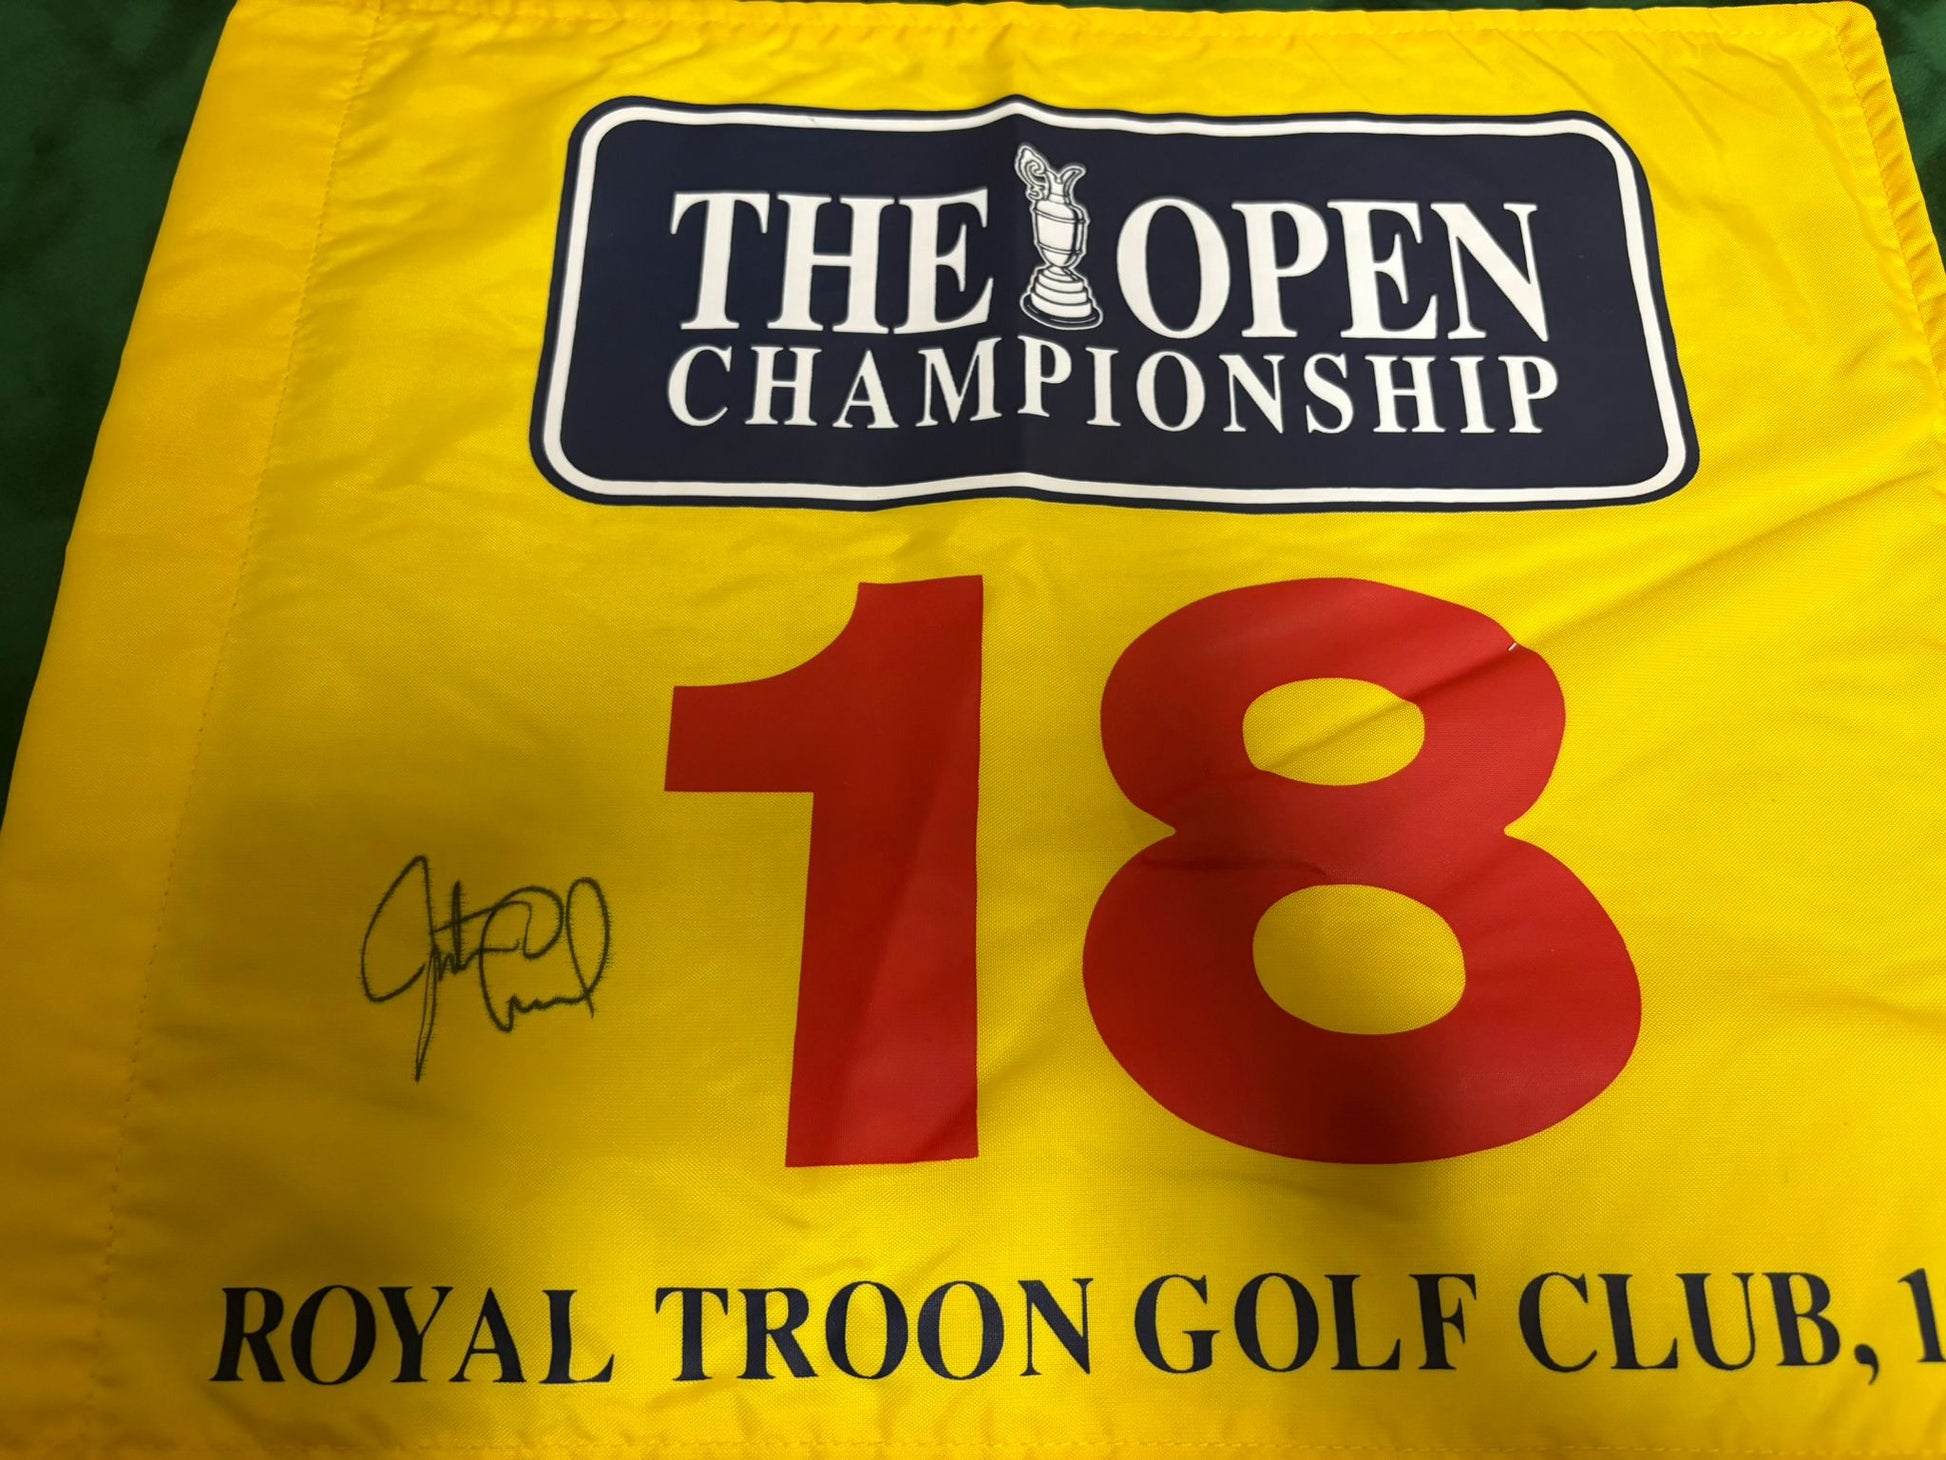 THE OPEN
CHAMPIONSHIP
18
ROYAL TROON GOLF CLUB, 1